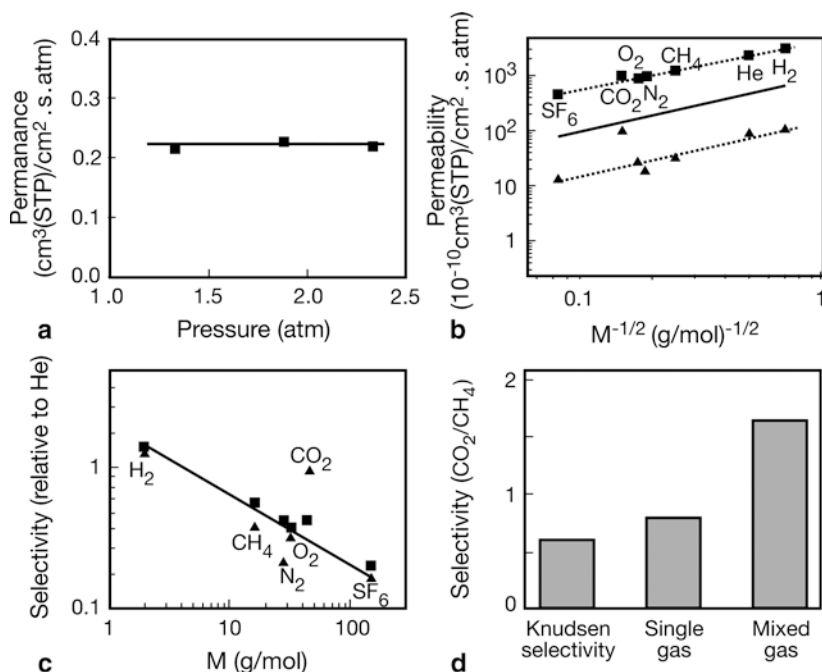 0.4
0.3
0.2
0.1
0.0
1.0
1.5
2.0
2.5
Permanance
(cm³(STP)/cm². s.atm)
Pressure (atm)
a
10³
10²
10
1
0.1
1
Permeability
(10⁻¹⁰cm³(STP)/cm². s.atm)
M⁻¹/² (g/mol)⁻¹/²
SF₆
O₂
CO₂
N₂
CH₄
He
H₂
b
1
0.1
1
10
100
Selectivity (relative to He)
M (g/mol)
H₂
CO₂
CH₄
N₂
O₂
SF₆
c
2
1
0
Selectivity (CO₂/CH₄)
Knudsen
selectivity
Single
gas
Mixed
gas
d